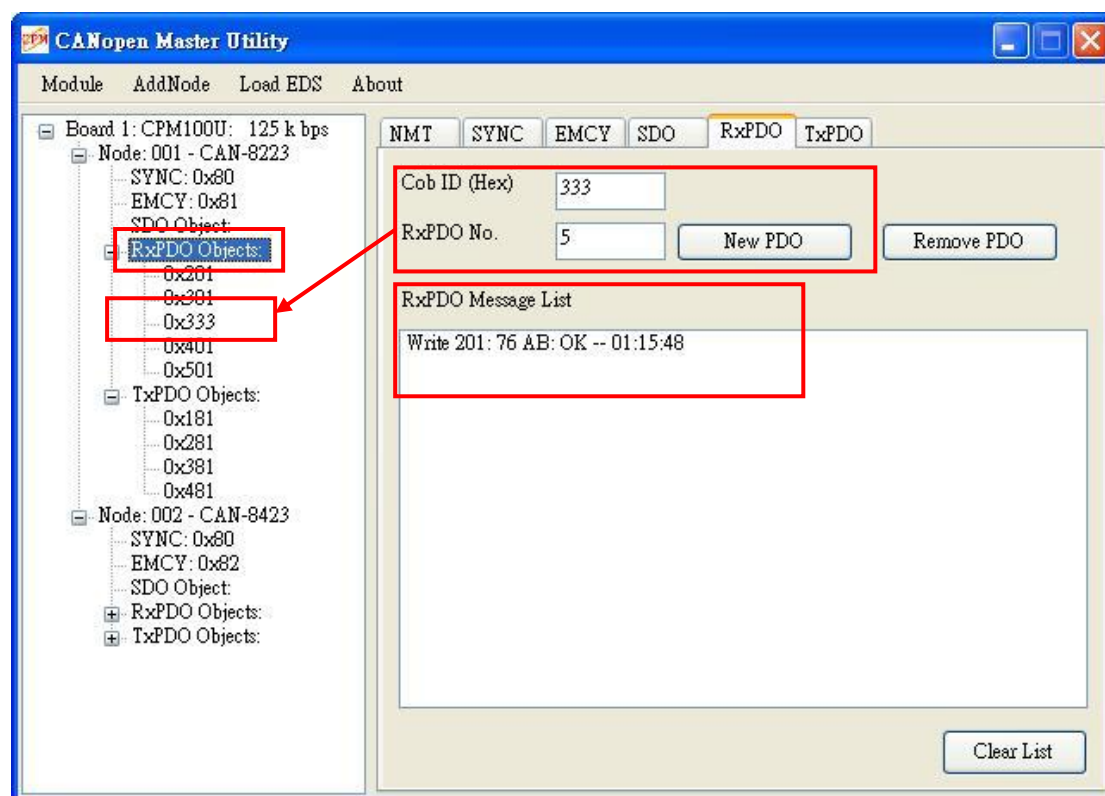 CPM CANopen Master Utility
Module AddNode Load EDS About
Board 1: CPM100U: 125 k bps
Node: 001 - CAN-8223
SYNC: 0x80
EMCY: 0x81
SDO Object:
RxPDO Objects:
0x201
0x301
0x333
0x401
0x501
TxPDO Objects:
0x181
0x281
0x381
0x481
Node: 002 - CAN-8423
SYNC: 0x80
EMCY: 0x82
SDO Object:
RxPDO Objects:
TxPDO Objects:
NMT SYNC EMCY SDO RxPDO TxPDO
Cob ID (Hex) 333
RxPDO No. 5 New PDO Remove PDO
RxPDO Message List
Write 201: 76 AB: OK -- 01:15:48
Clear List